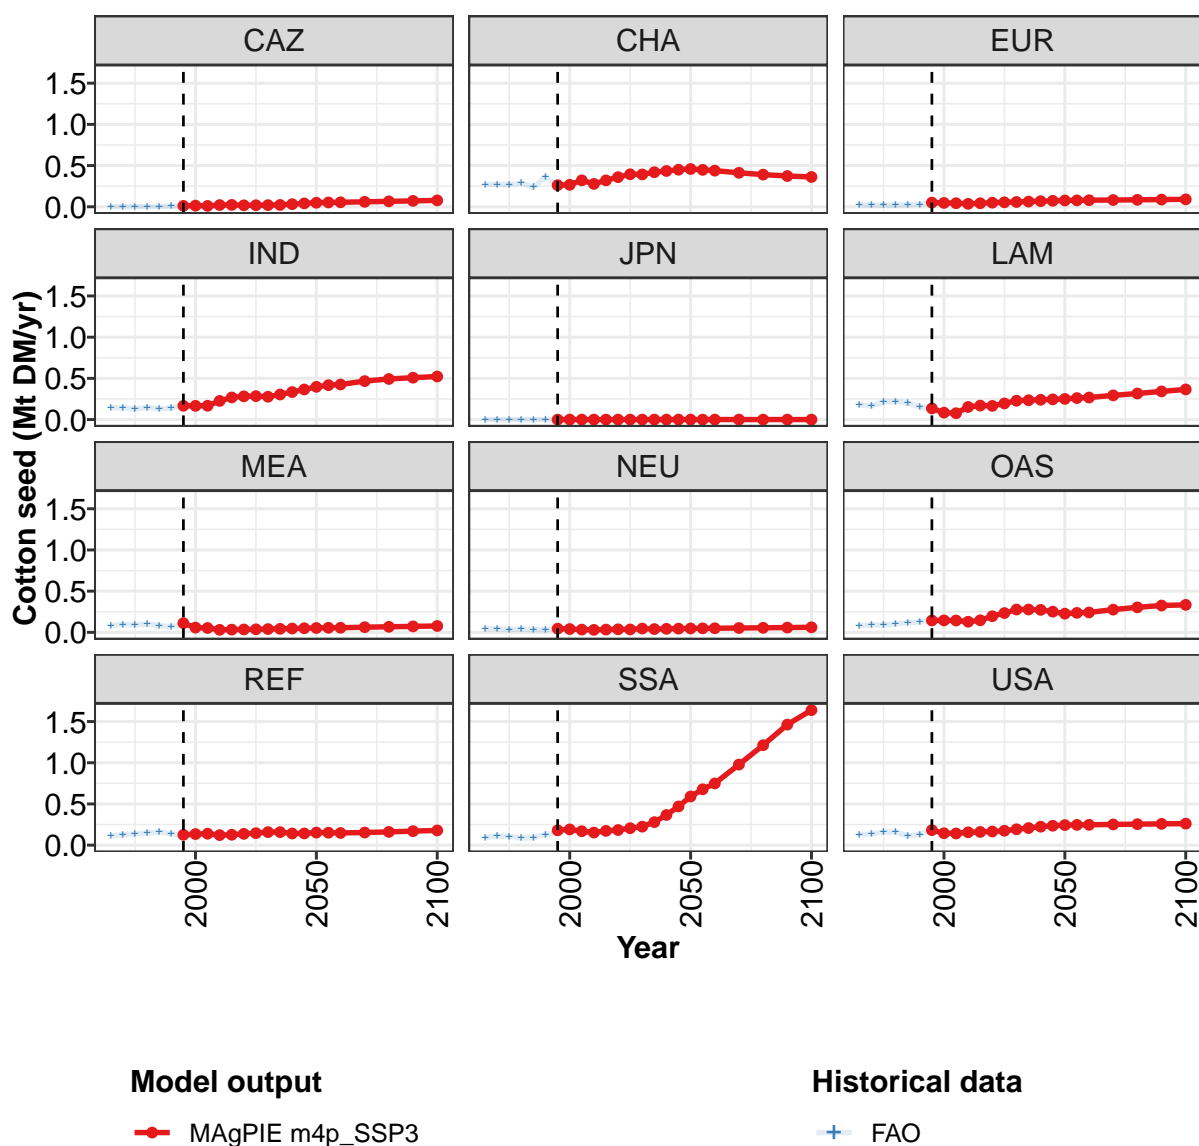 CAZ CHA EUR
1.5
1.0
0.5
0.0
IND JPN LAM
1.5
1.0
0.5
0.0
MEA NEU OAS
1.5
1.0
0.5
0.0
REF SSA USA
1.5
1.0
0.5
0.0
Cotton seed (Mt DM/yr)
2000 2050 2100 2000 2050 2100 2000 2050 2100
Year
Model output Historical data
MAgPIE m4p_SSP3 FAO